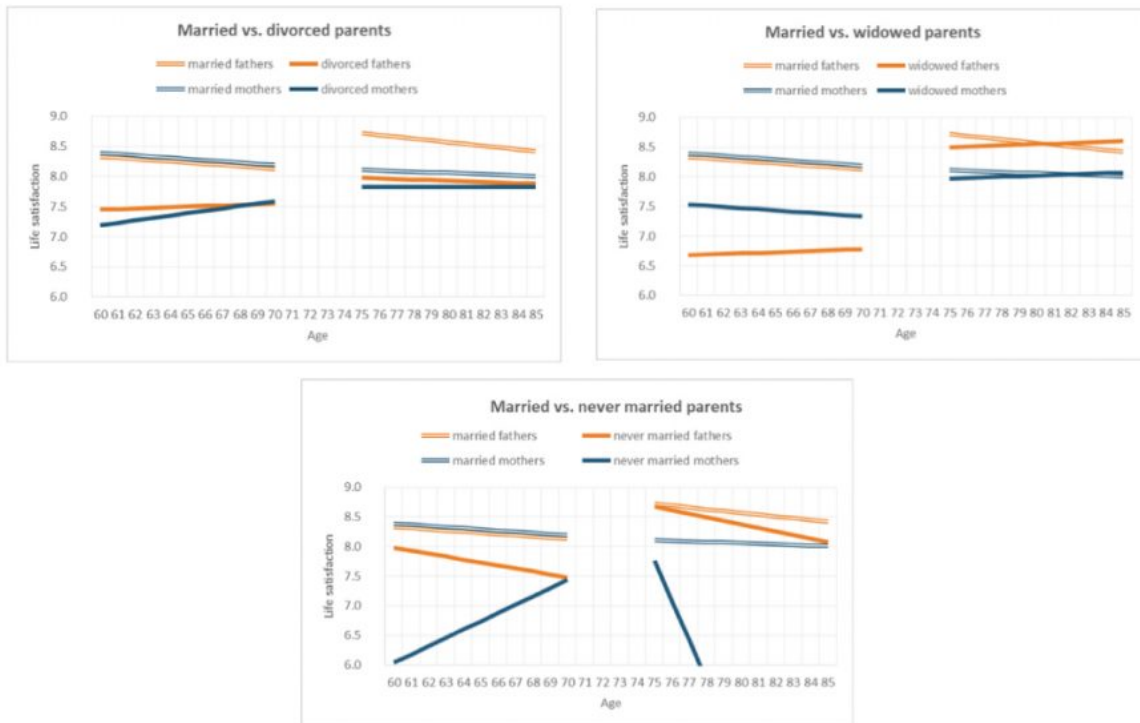 Married vs. divorced parents
married fathers divorced fathers
married mothers divorced mothers
9.0
8.5
8.0
7.5
7.0
6.5
6.0
Life satisfaction
60 61 62 63 64 65 66 67 68 69 70 71 72 73 74 75 76 77 78 79 80 81 82 83 84 85
Age
Married vs. widowed parents
married fathers widowed fathers
married mothers widowed mothers
9.0
8.5
8.0
7.5
7.0
6.5
6.0
Life satisfaction
60 61 62 63 64 65 66 67 68 69 70 71 72 73 74 75 76 77 78 79 80 81 82 83 84 85
Age
Married vs. never married parents
married fathers never married fathers
married mothers never married mothers
9.0
8.5
8.0
7.5
7.0
6.5
6.0
Life satisfaction
60 61 62 63 64 65 66 67 68 69 70 71 72 73 74 75 76 77 78 79 80 81 82 83 84 85
Age